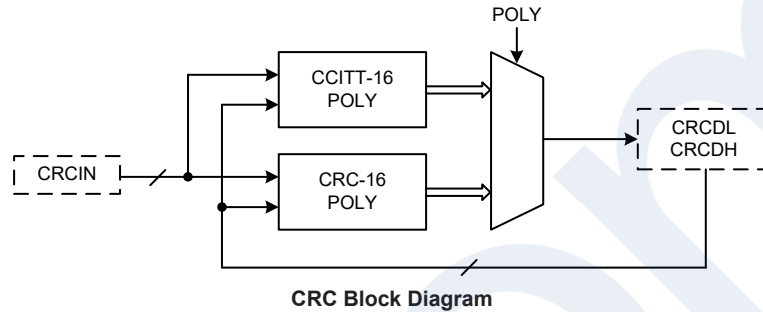 POLY
CCITT-16
POLY
CRCIN
CRC-16
POLY
CRCDL
CRCDH
CRC Block Diagram